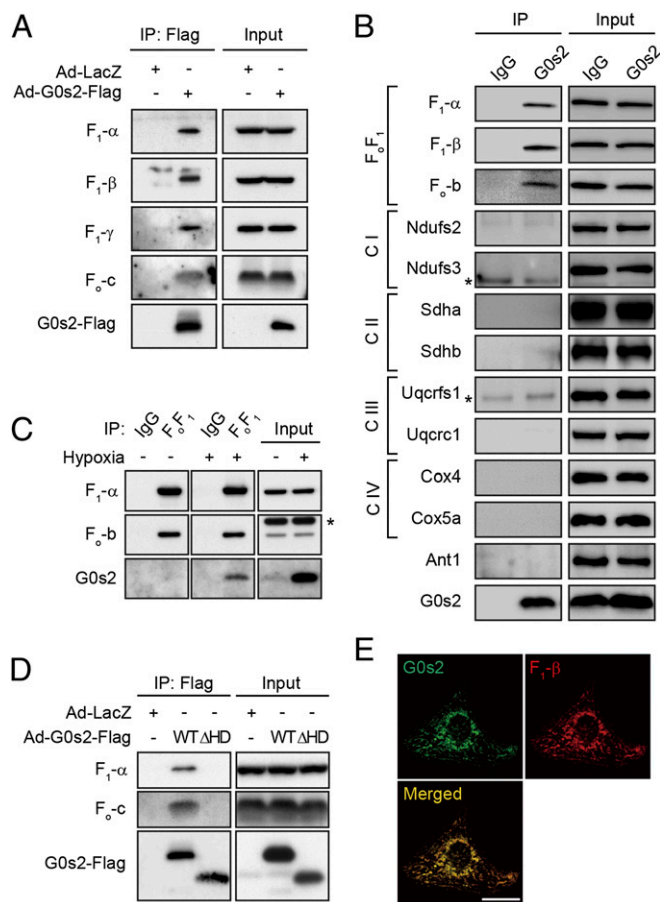 A
IP: Flag Input
Ad-LacZ + - + -
Ad-G0s2-Flag - + - +
F₁-α
F₁-β
F₁-γ
Fₒ-c
G0s2-Flag
B
IP Input
IgG G0s2 IgG G0s2
FₒF₁
F₁-α
F₁-β
Fₒ-b
C I
Ndufs2
Ndufs3
*
C II
Sdha
Sdhb
C III
Uqcrfs1
*
Uqcrc1
C IV
Cox4
Cox5a
Ant1
G0s2
C
IP: IgG FₒF₁ IgG FₒF₁ Input
Hypoxia - - + + - +
F₁-α
Fₒ-b *
G0s2
D
IP: Flag Input
Ad-LacZ + - - + - -
Ad-G0s2-Flag - WT ΔHD - WT ΔHD
F₁-α
Fₒ-c
G0s2-Flag
E
G0s2 F₁-β
Merged